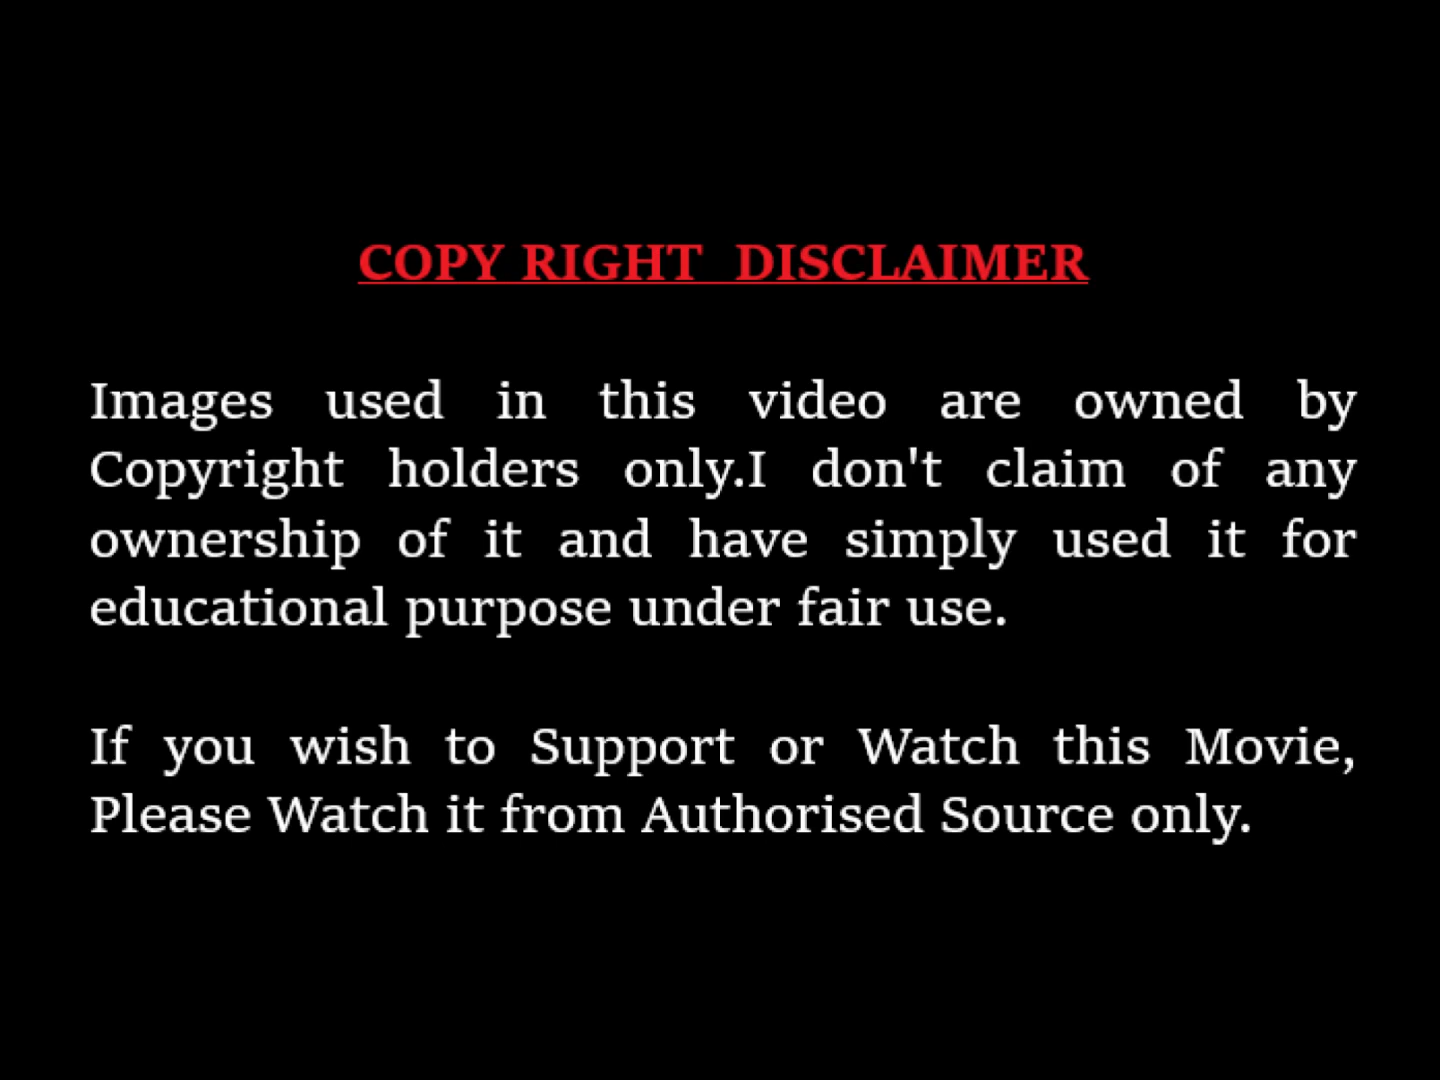 COPY RIGHT  DISCLAIMER
Images used in this video are owned by
Copyright holders only.I don't claim of any
ownership of it and have simply used it for
educational purpose under fair use.
If you wish to Support or Watch this Movie,
Please Watch it from Authorised Source only.